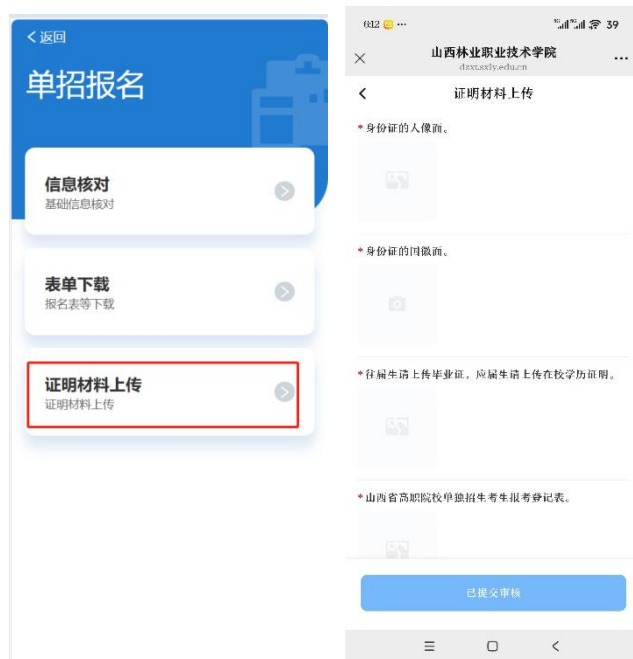 返回
单招报名
信息核对
基础信息核对
表单下载
报名表等下载
证明材料上传
证明材料上传
6:12
39
山西林业职业技术学院
dzxt.sxly.edu.cn
证明材料上传
*身份证的人像面。
*身份证的国徽面。
*往届生请上传毕业证，应届生请上传在校学历证明。
*山西省高职院校单独招生考生报考登记表。
已提交审核